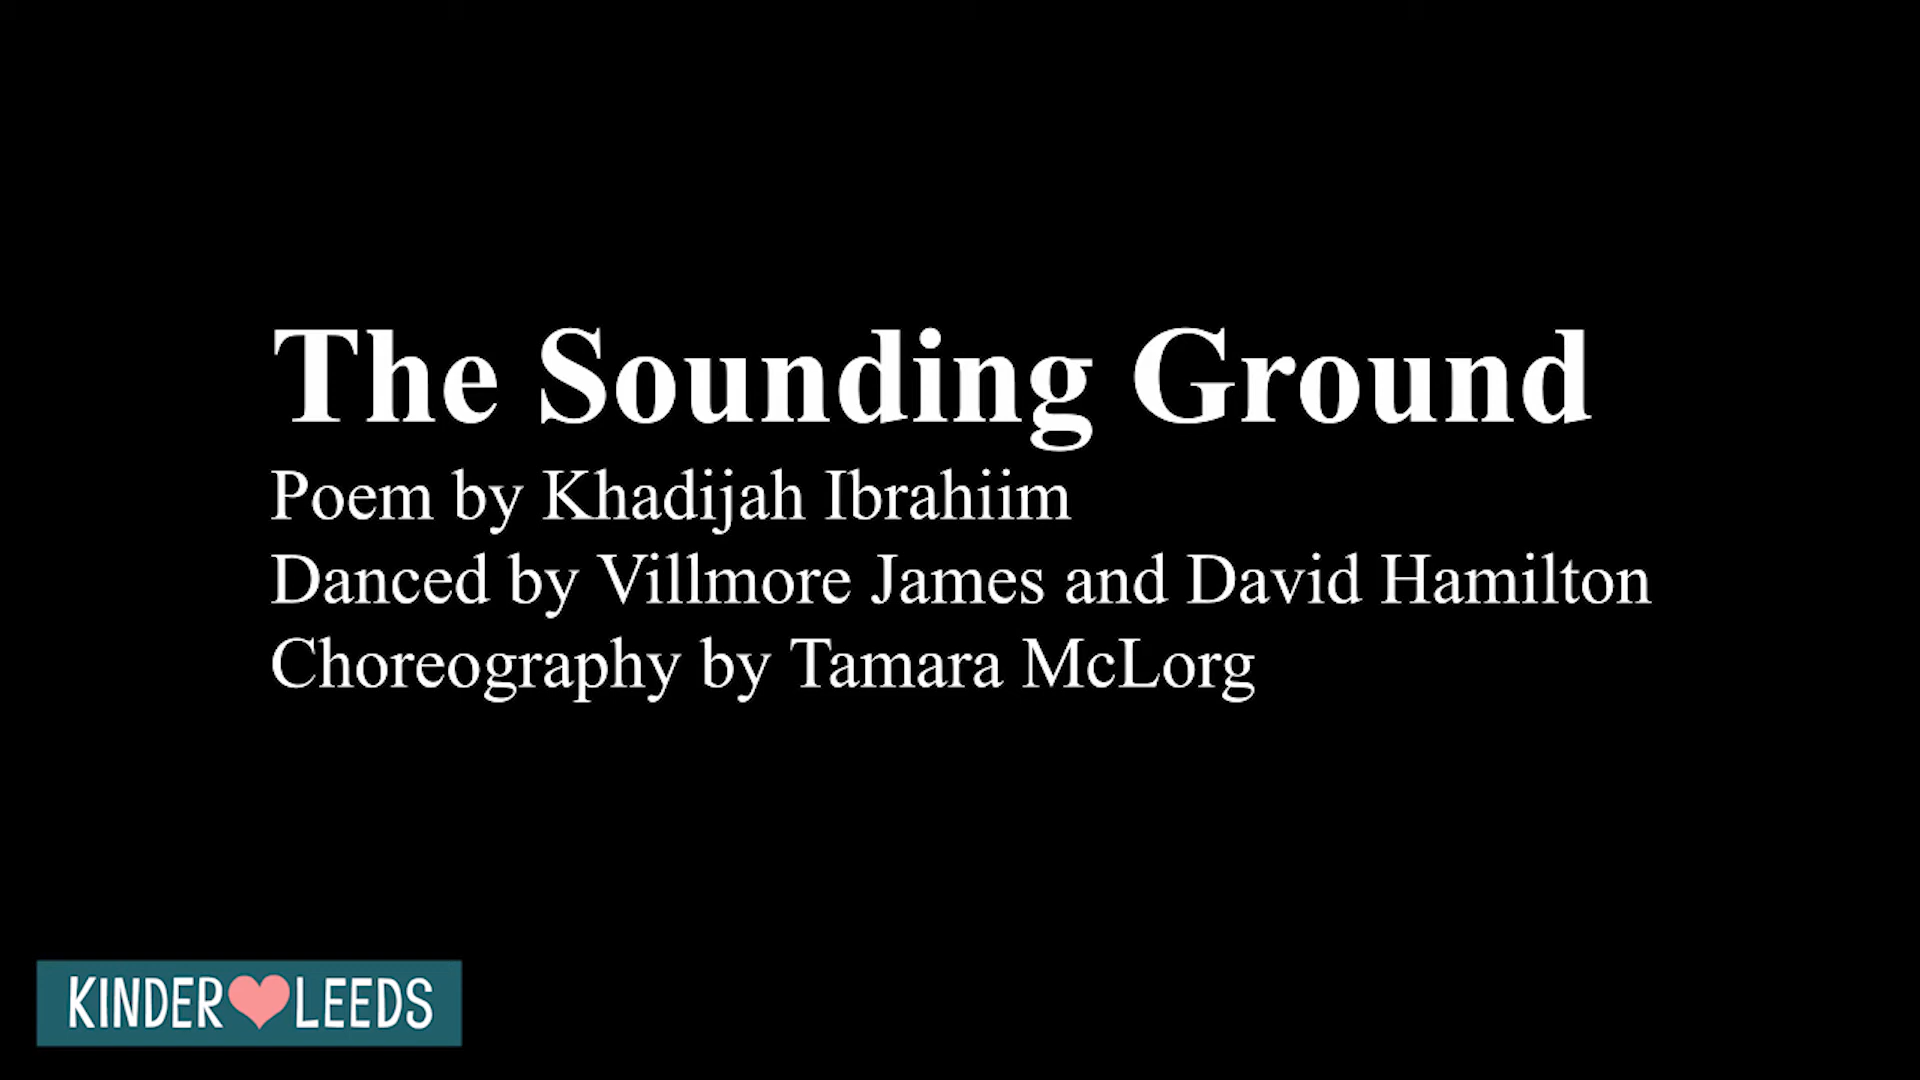 The Sounding Ground
Poem by Khadijah Ibrahiim
Danced by Villmore James and David Hamilton
Choreography by Tamara McLorg
KINDER LEEDS